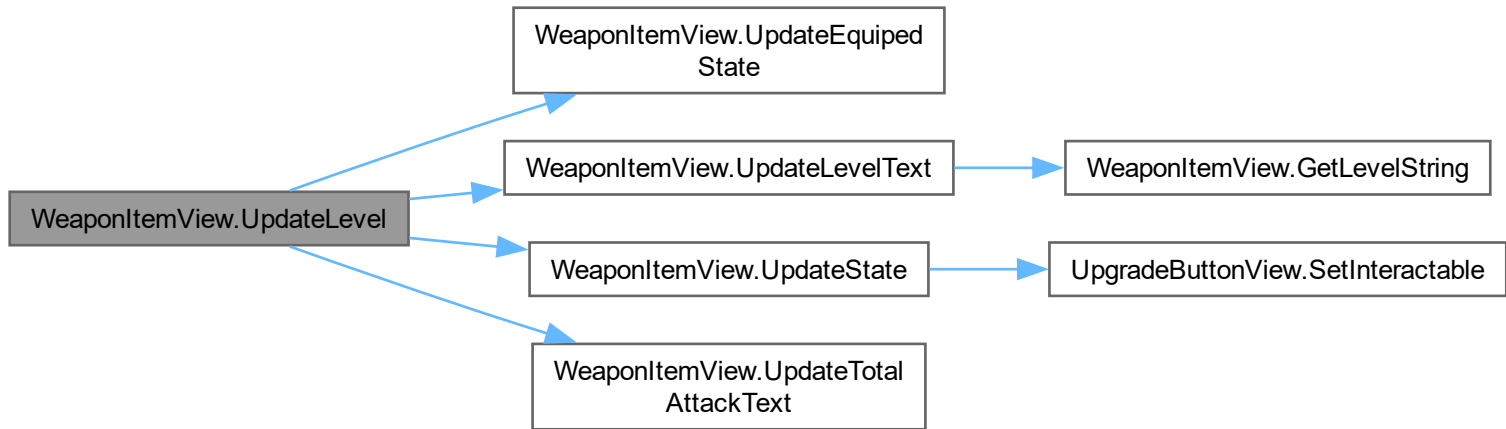 WeaponItemView.UpdateEquiped
State
WeaponItemView.UpdateLevelText
WeaponItemView.GetLevelString
WeaponItemView.UpdateLevel
WeaponItemView.UpdateState
UpgradeButtonView.SetInteractable
WeaponItemView.UpdateTotal
AttackText